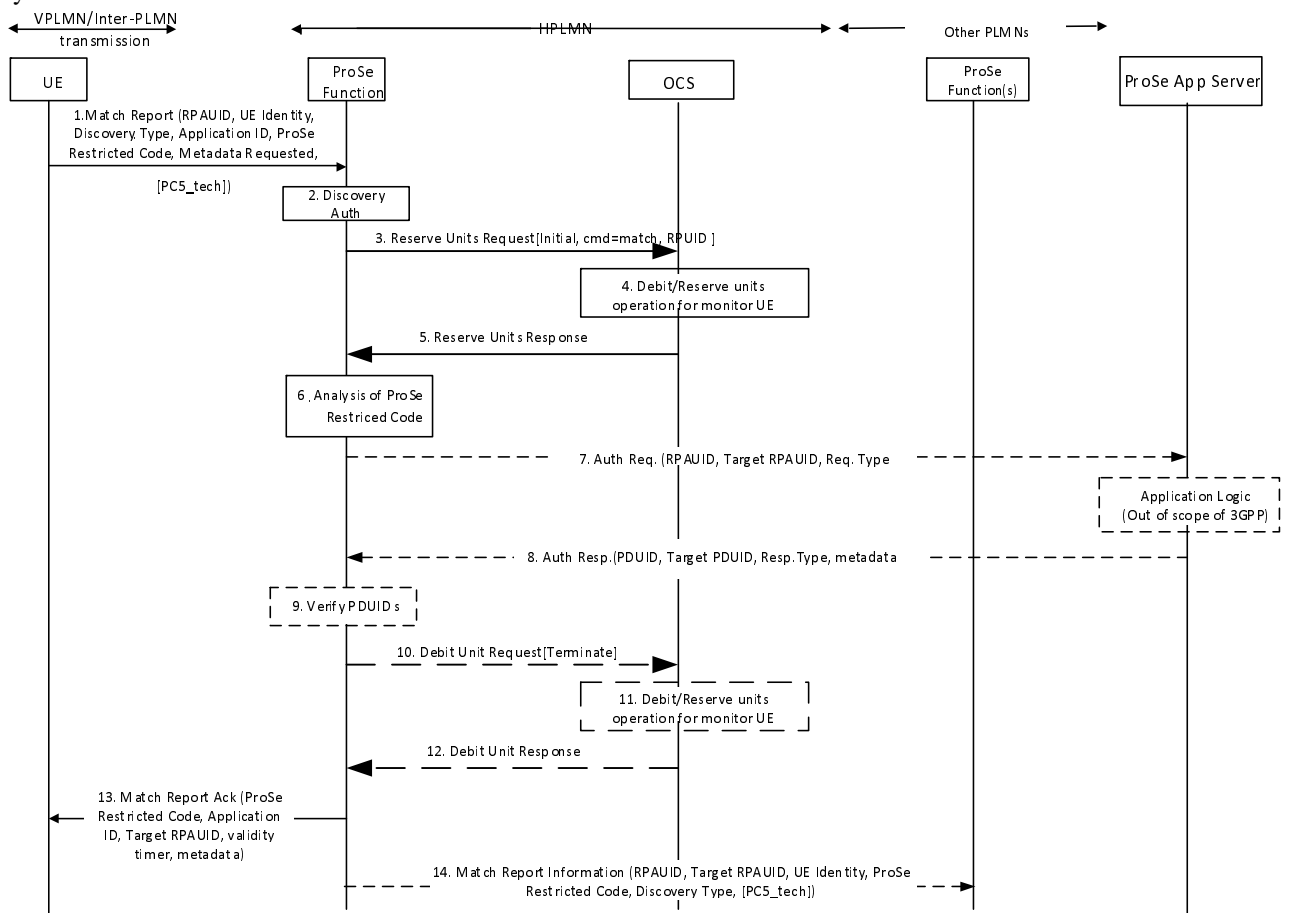 VPLMN/Inter-PLMN
transmission
HPLMN
Other PLMNs
UE
ProSe
Function
OCS
ProSe
Function(s)
ProSe App Server
1.Match Report (RPAUID, UE Identity,
Discovery Type, Application ID, ProSe
Restricted Code, Metadata Requested,
[PC5_tech])
2. Discovery
Auth
3. Reserve Units Request[Initial, cmd=match, RPUID ]
4. Debit/Reserve units
operation for monitor UE
5. Reserve Units Response
6. Analysis of ProSe
Restriced Code
7. Auth Req. (RPAUID, Target RPAUID, Req. Type
Application Logic
(Out of scope of 3GPP)
8. Auth Resp.(PDUID, Target PDUID, Resp.Type, metadata
9. Verify PDUIDs
10. Debit Unit Request[Terminate]
11. Debit/Reserve units
operation for monitor UE
12. Debit Unit Response
13. Match Report Ack (ProSe
Restricted Code, Application
ID, Target RPAUID, validity
timer, metadata)
14. Match Report Information (RPAUID, Target RPAUID, UE Identity, ProSe
Restricted Code, Discovery Type, [PC5_tech])